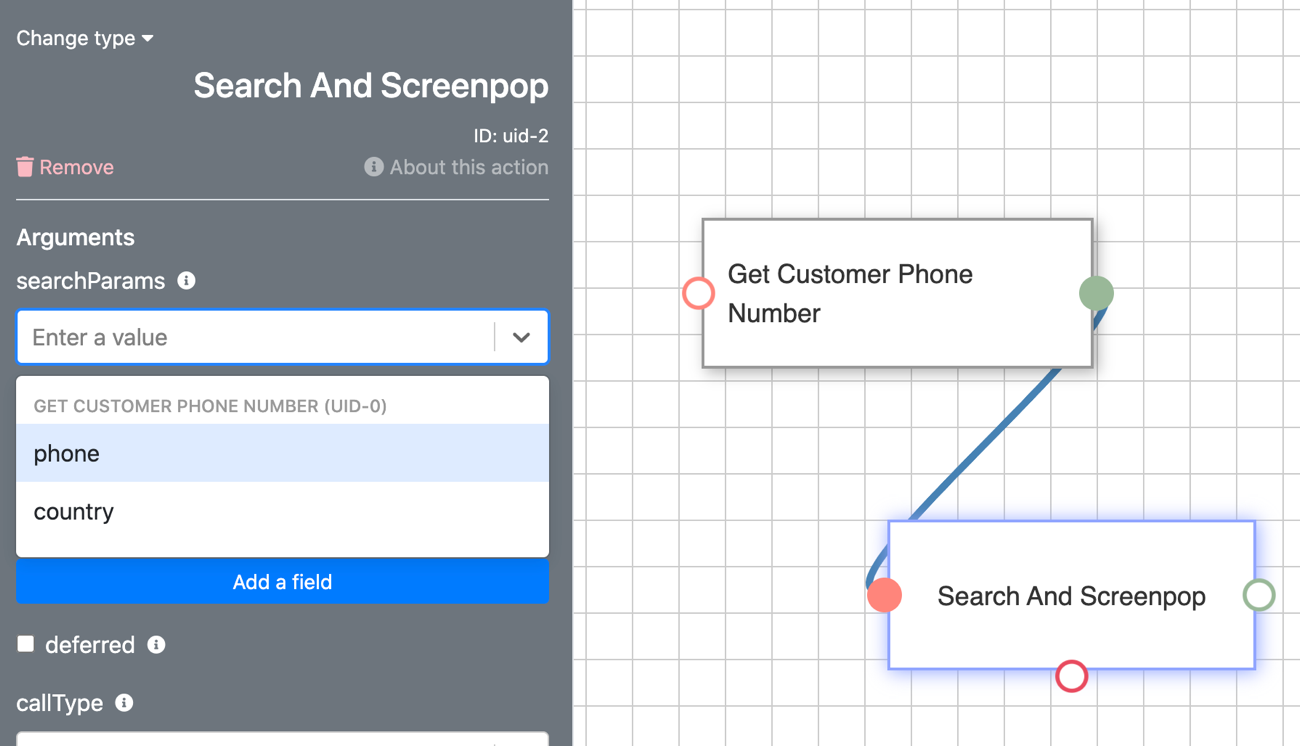 Change type
Search And Screenpop
ID: uid-2
Remove
About this action
Arguments
searchParams
Enter a value
GET CUSTOMER PHONE NUMBER (UID-0)
phone
country
Add a field
deferred
callType
Get Customer Phone
Number
Search And Screenpop